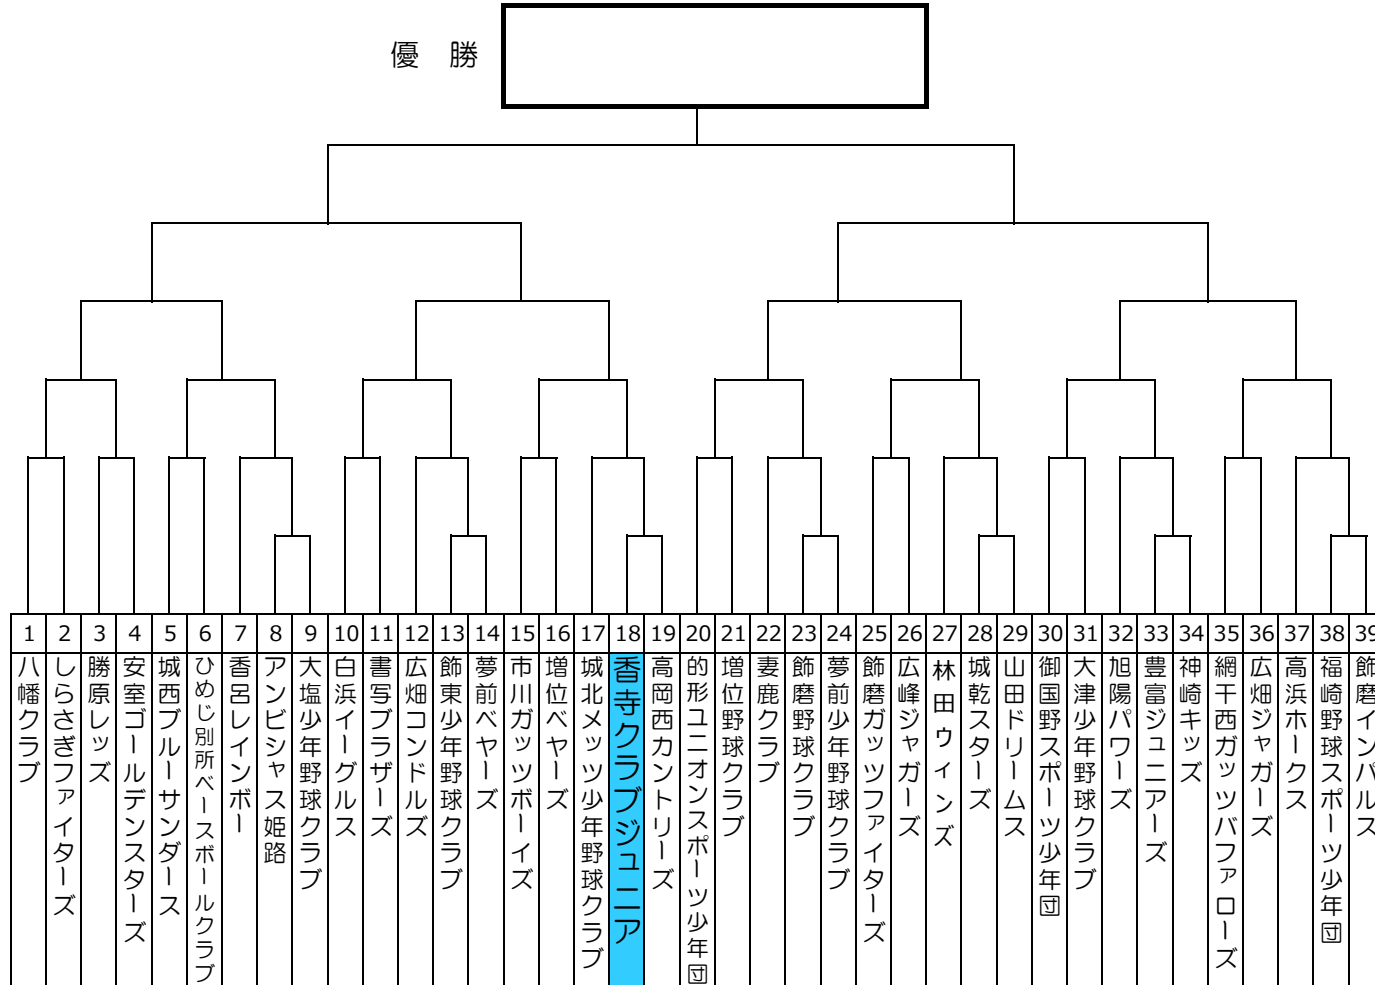 優 勝
1 2 3 4 5 6 7 8 9 10 11 12 13 14 15 16 17 18 19 20 21 22 23 24 25 26 27 28 29 30 31 32 33 34 35 36 37 38 39
八幡クラブ
しらさぎファイターズ
勝原レッズ
安室ゴールデンスターズ
城西ブルーサンダース
ひめじ別所ベースボールクラブ
香呂レインボー
アンビシャス姫路
大塩少年野球クラブ
白浜イーグルス
書写ブラザーズ
広畑コンドルズ
飾東少年野球クラブ
夢前ベヤーズ
市川ガッツボーイズ
増位ベヤーズ
城北メッツ少年野球クラブ
香寺クラブジュニア
高岡西カントリーズ
的形ユニオンスポーツ少年団
増位野球クラブ
妻鹿クラブ
飾磨野球クラブ
夢前少年野球クラブ
飾磨ガッツファイターズ
広峰ジャガーズ
林田ウィンズ
城乾スターズ
山田ドリームス
御国野スポーツ少年団
大津少年野球クラブ
旭陽パワーズ
豊富ジュニアーズ
神崎キッズ
網干西ガッツバファローズ
広畑ジャガーズ
高浜ホークス
福崎野球スポーツ少年団
飾磨インパルス